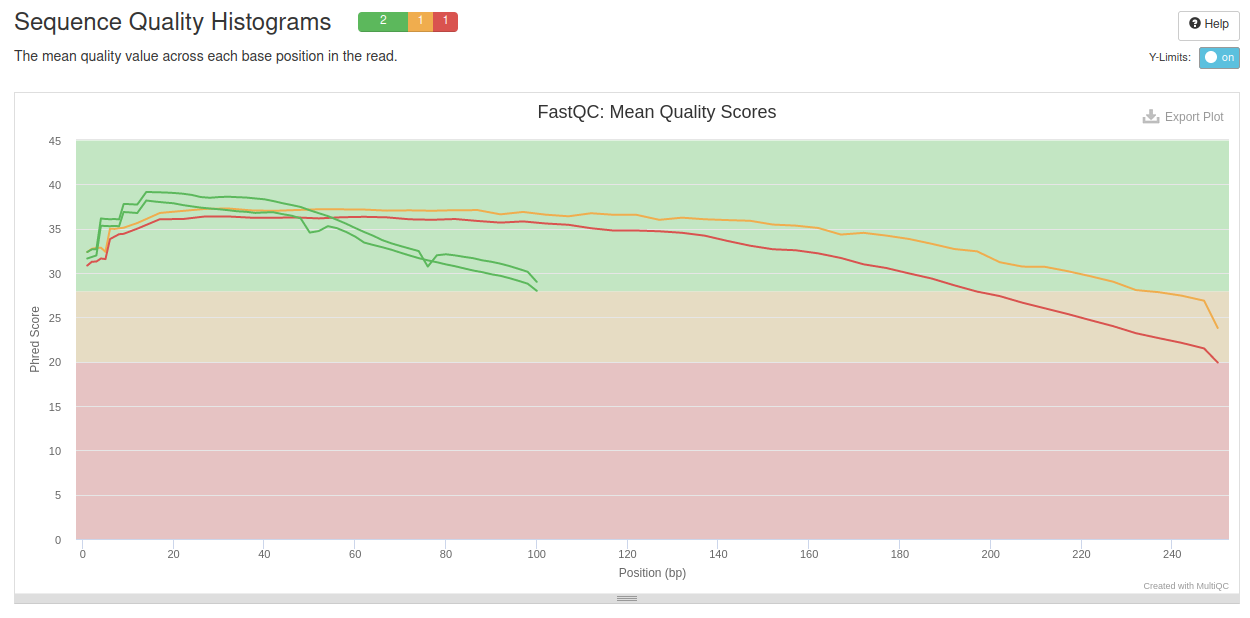 Sequence Quality Histograms 2 1 1 Help
The mean quality value across each base position in the read. Y-Limits: on
FastQC: Mean Quality Scores
Export Plot
Phred Score
45
40
35
30
25
20
15
10
5
0
0 20 40 60 80 100 120 140 160 180 200 220 240
Position (bp)
Created with MultiQC